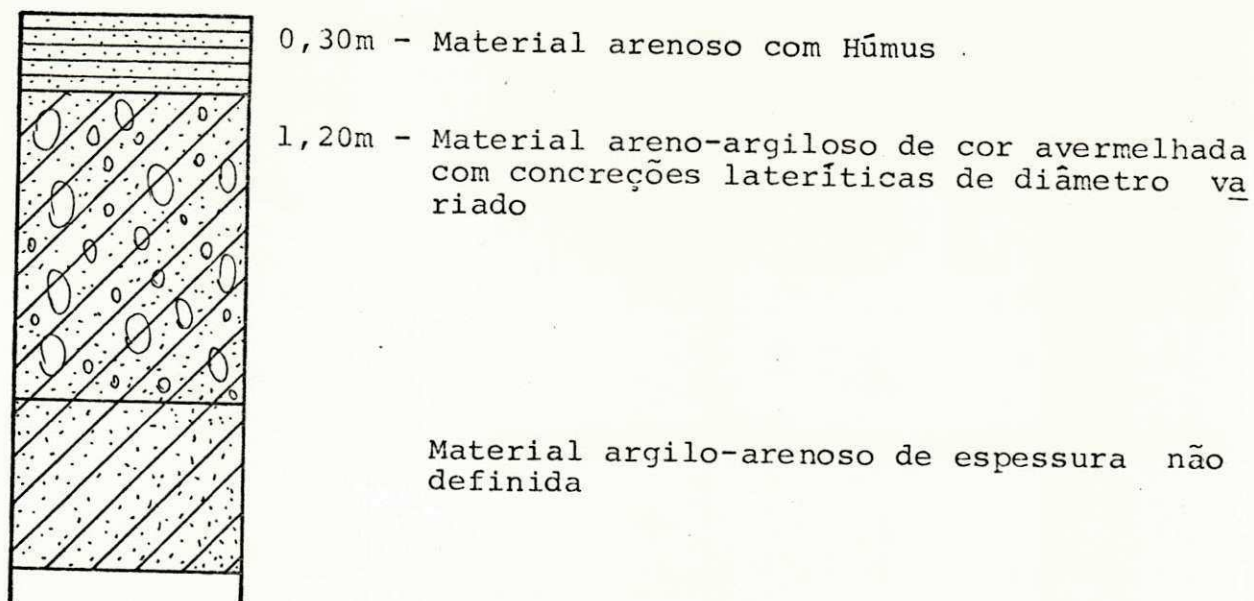 0,30m - Material arenoso com Húmus
1,20m - Material areno-argiloso de cor avermelhada
com concreções lateríticas de diâmetro va
riado
Material argilo-arenoso de espessura não
definida